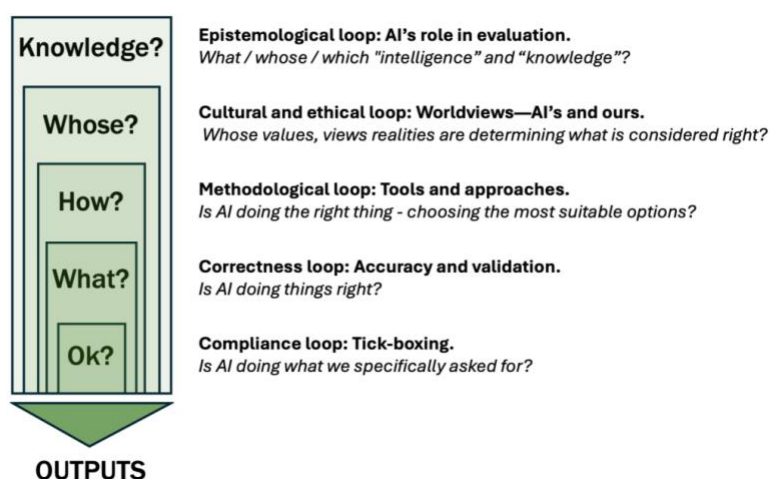 Knowledge?
Epistemological loop: AI’s role in evaluation.
What / whose / which "intelligence” and “knowledge”?
Whose?
Cultural and ethical loop: Worldviews—AI’s and ours.
Whose values, views realities are determining what is considered right?
How?
Methodological loop: Tools and approaches.
Is AI doing the right thing - choosing the most suitable options?
What?
Correctness loop: Accuracy and validation.
Is AI doing things right?
Ok?
Compliance loop: Tick-boxing.
Is AI doing what we specifically asked for?
OUTPUTS